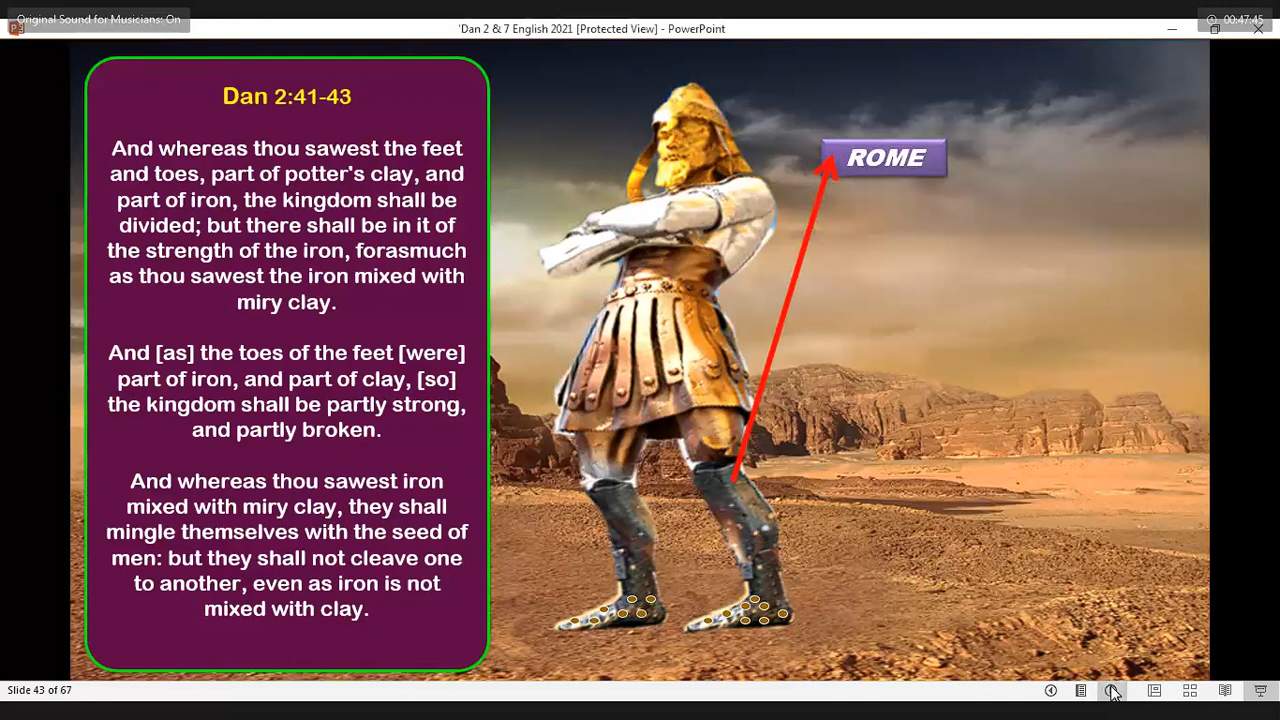 Original Sound for Musicians: On
'Dan 2 & 7 English 2021 [Protected View] - PowerPoint
00:47:45
Dan 2:41-43
And whereas thou sawest the feet
and toes, part of potter's clay, and
part of iron, the kingdom shall be
divided; but there shall be in it of
the strength of the iron, forasmuch
as thou sawest the iron mixed with
miry clay.
And [as] the toes of the feet [were]
part of iron, and part of clay, [so]
the kingdom shall be partly strong,
and partly broken.
And whereas thou sawest iron
mixed with miry clay, they shall
mingle themselves with the seed of
men: but they shall not cleave one
to another, even as iron is not
mixed with clay.
ROME
Slide 43 of 67